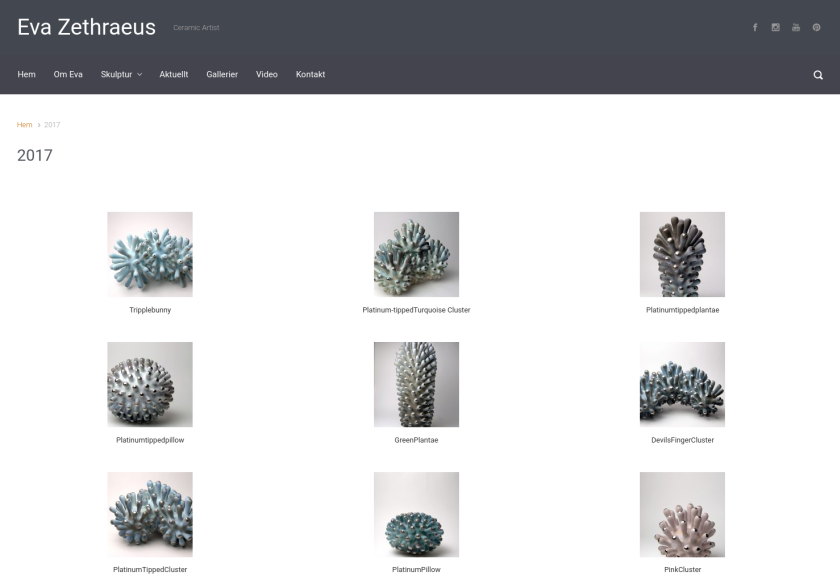 Eva Zethraeus
Ceramic Artist
Hem Om Eva Skulptur Aktuellt Gallerier Video Kontakt
Hem > 2017
2017
Tripplebunny
Platinum-tippedTurquoise Cluster
Platinumtippedplantae
Platinumtippedpillow
GreenPlantae
DevilsFingerCluster
PlatinumTippedCluster
PlatinumPillow
PinkCluster